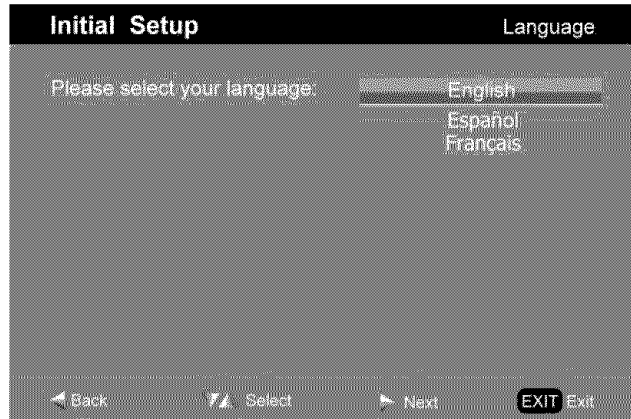 Initial Setup Language
Please select your language: English
Español
Francais
Back Select Next EXIT Exit